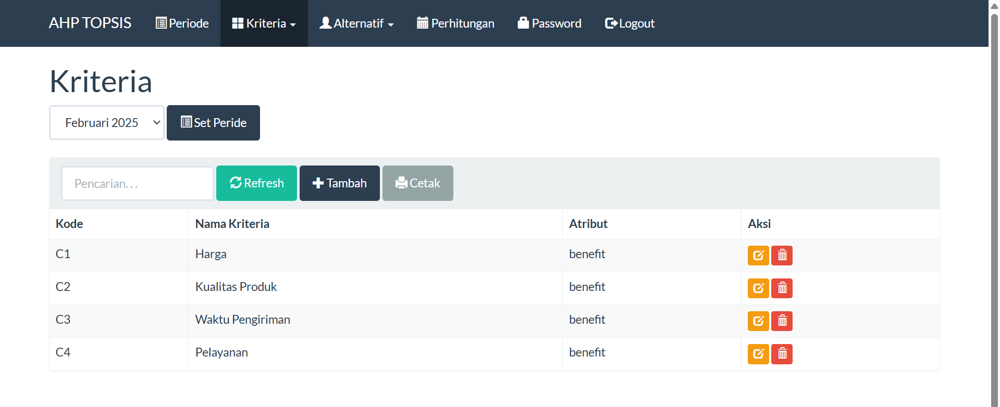 AHP TOPSIS Periode Kriteria Alternatif Perhitungan Password Logout
Kriteria
Februari 2025 Set Peride
Pencarian... Refresh Tambah Cetak
Kode Nama Kriteria Atribut Aksi
C1 Harga benefit
C2 Kualitas Produk benefit
C3 Waktu Pengiriman benefit
C4 Pelayanan benefit